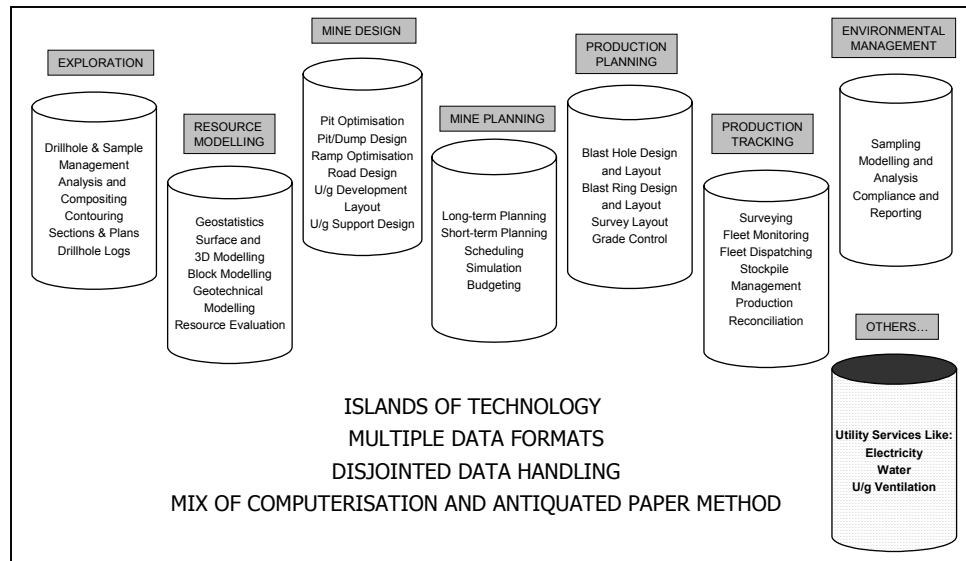 EXPLORATION
Drillhole & Sample
Management
Analysis and
Compositing
Contouring
Sections & Plans
Drillhole Logs
RESOURCE
MODELLING
Geostatistics
Surface and
3D Modelling
Block Modelling
Geotechnical
Modelling
Resource Evaluation
MINE DESIGN
Pit Optimisation
Pit/Dump Design
Ramp Optimisation
Road Design
U/g Development
Layout
U/g Support Design
MINE PLANNING
Long-term Planning
Short-term Planning
Scheduling
Simulation
Budgeting
PRODUCTION
PLANNING
Blast Hole Design
and Layout
Blast Ring Design
and Layout
Survey Layout
Grade Control
PRODUCTION
TRACKING
Surveying
Fleet Monitoring
Fleet Dispatching
Stockpile
Management
Production
Reconciliation
ENVIRONMENTAL
MANAGEMENT
Sampling
Modelling and
Analysis
Compliance and
Reporting
OTHERS...
Utility Services Like:
Electricity
Water
U/g Ventilation
ISLANDS OF TECHNOLOGY
MULTIPLE DATA FORMATS
DISJOINTED DATA HANDLING
MIX OF COMPUTERISATION AND ANTIQUATED PAPER METHOD